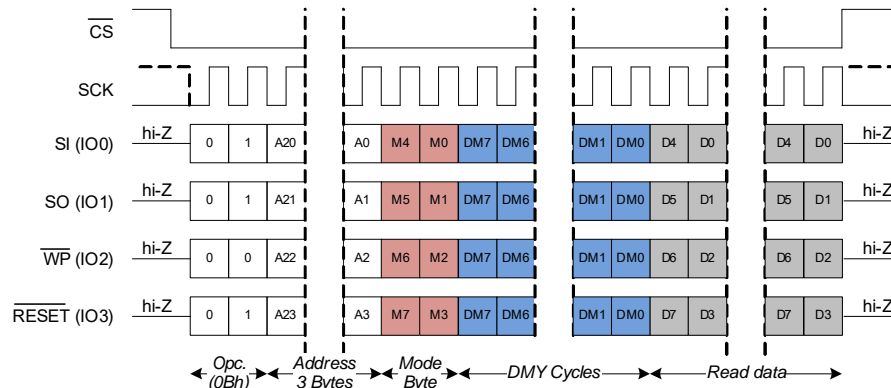 CS
SCK
SI (IO0) hi-Z 0 1 A20 A0 M4 M0 DM7 DM6 DM1 DM0 D4 D0 D4 D0 hi-Z
SO (IO1) hi-Z 0 1 A21 A1 M5 M1 DM7 DM6 DM1 DM0 D5 D1 D5 D1 hi-Z
WP (IO2) hi-Z 0 0 A22 A2 M6 M2 DM7 DM6 DM1 DM0 D6 D2 D6 D2 hi-Z
RESET (IO3) hi-Z 0 1 A23 A3 M7 M3 DM7 DM6 DM1 DM0 D7 D3 D7 D3 hi-Z
Opc. Address Mode DMY Cycles Read data
(0Bh) 3 Bytes Byte